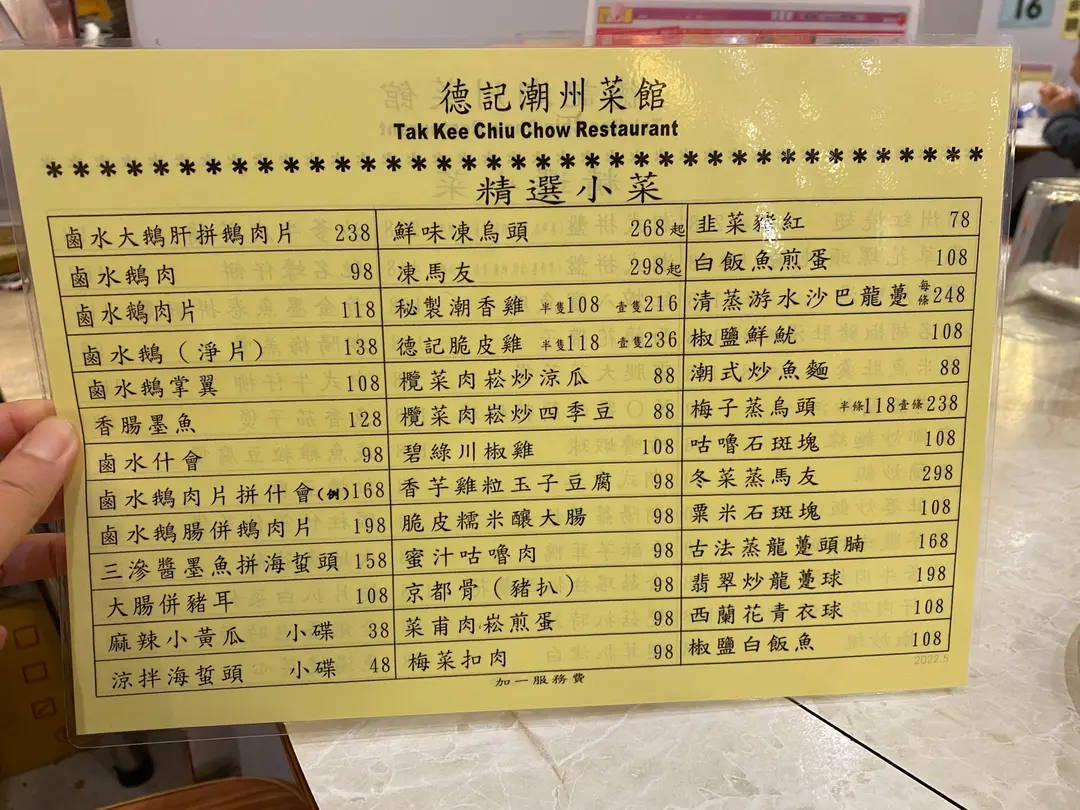 16
德記潮州菜館
Tak Kee Chiu Chow Restaurant
**************************************
精選小菜
鹵水大鵝肝拼鵝肉片 238
鹵水鵝肉 98
鹵水鵝肉片 118
鹵水鵝(淨片) 138
鹵水鵝掌翼 108
香腸墨魚 128
鹵水什會 98
鹵水鵝肉片拼什會(例)168
鹵水鵝腸併鵝肉片 198
三滲醬墨魚拼海蜇頭 158
大腸併豬耳 108
麻辣小黃瓜 小碟 38
涼拌海蜇頭 小碟 48
鮮味凍烏頭 268起
凍馬友 298起
秘製潮香雞 半隻108 壹隻216
德記脆皮雞 半隻118 壹隻236
欖菜肉崧炒涼瓜 88
欖菜肉崧炒四季豆 88
碧綠川椒雞 108
香芋雞粒玉子豆腐 98
脆皮糯米釀大腸 98
蜜汁咕嚕肉 98
京都骨(豬扒) 98
菜甫肉崧煎蛋 98
梅菜扣肉 98
韭菜豬紅 78
白飯魚煎蛋 108
清蒸游水沙巴龍躉 每條248
椒鹽鮮魷 108
潮式炒魚麵 88
梅子蒸烏頭 半條118壹條238
咕嚕石斑塊 108
冬菜蒸馬友 298
粟米石斑塊 108
古法蒸龍躉頭腩 168
翡翠炒龍躉球 198
西蘭花青衣球 108
椒鹽白飯魚 108
加一服務費
2022.5